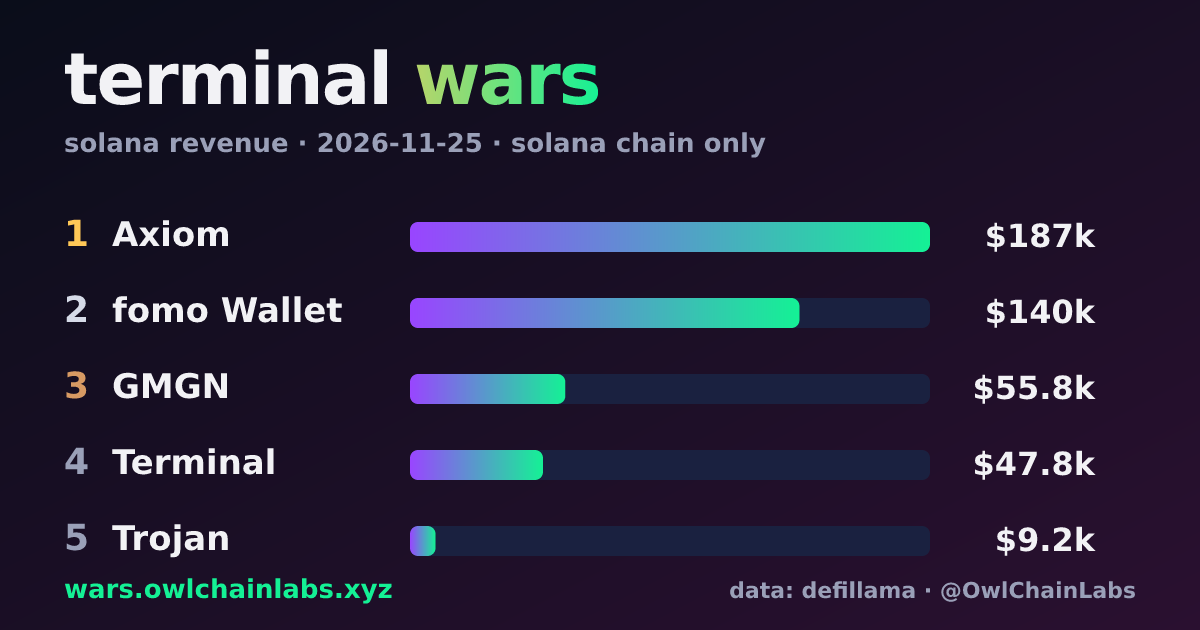 terminal wars
solana revenue · 2026-11-25 · solana chain only
1 Axiom $187k
2 fomo Wallet $140k
3 GMGN $55.8k
4 Terminal $47.8k
5 Trojan $9.2k
wars.owlchainlabs.xyz data: defillama · @OwlChainLabs